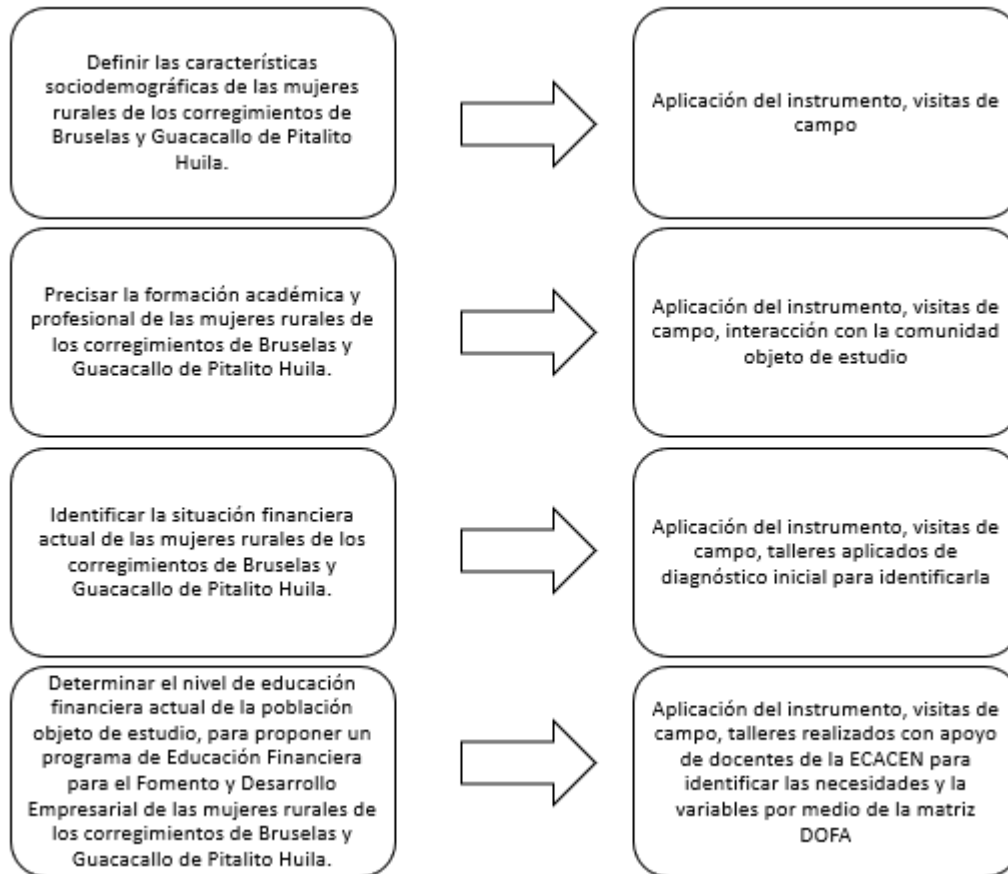 Definir las características
sociodemográficas de las mujeres
rurales de los corregimientos de
Bruselas y Guacacallo de Pitalito
Huila.
Aplicación del instrumento, visitas de
campo
Precisar la formación académica y
profesional de las mujeres rurales de
los corregimientos de Bruselas y
Guacacallo de Pitalito Huila.
Aplicación del instrumento, visitas de
campo, interacción con la comunidad
objeto de estudio
Identificar la situación financiera
actual de las mujeres rurales de los
corregimientos de Bruselas y
Guacacallo de Pitalito Huila.
Aplicación del instrumento, visitas de
campo, talleres aplicados de
diagnóstico inicial para identificarla
Determinar el nivel de educación
financiera actual de la población
objeto de estudio, para proponer un
programa de Educación Financiera
para el Fomento y Desarrollo
Empresarial de las mujeres rurales de
los corregimientos de Bruselas y
Guacacallo de Pitalito Huila.
Aplicación del instrumento, visitas de
campo, talleres realizados con apoyo
de docentes de la ECACEN para
identificar las necesidades y la
variables por medio de la matriz
DOFA